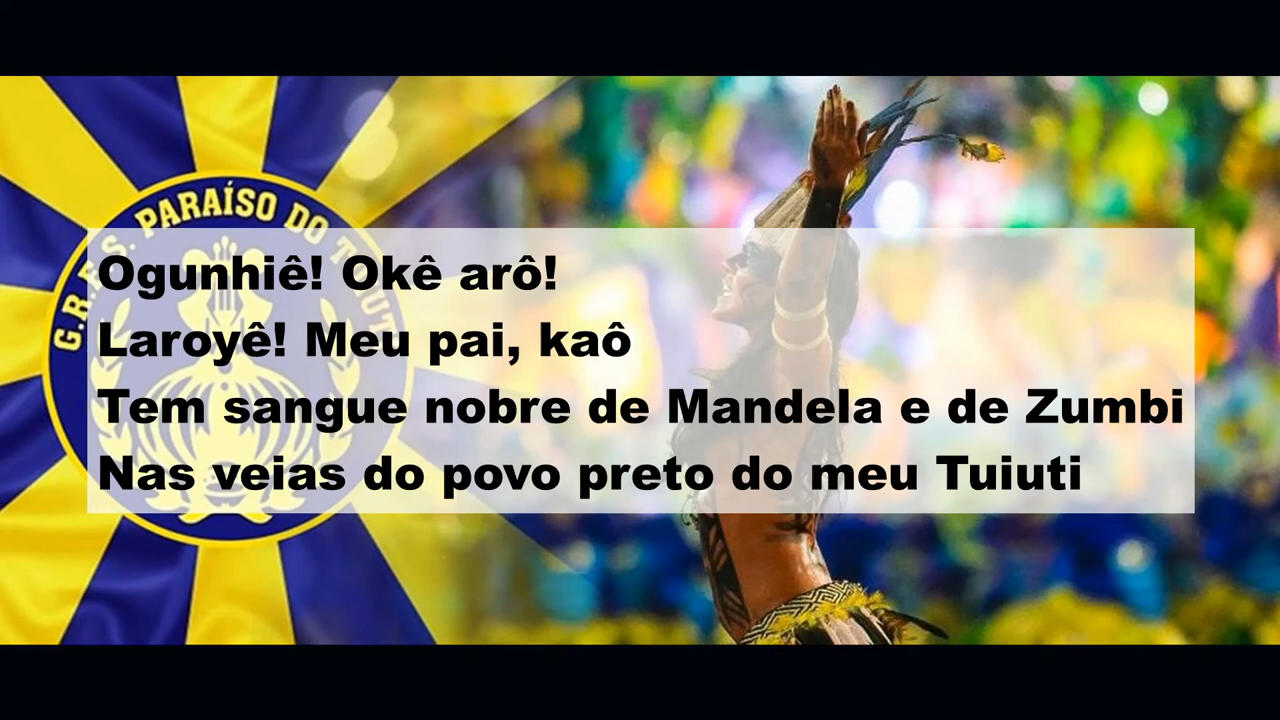 G.R.E.S. PARAÍSO DO TUIUTI
Ogunhiê! Okê arô!
Laroyê! Meu pai, kaô
Tem sangue nobre de Mandela e de Zumbi
Nas veias do povo preto do meu Tuiuti